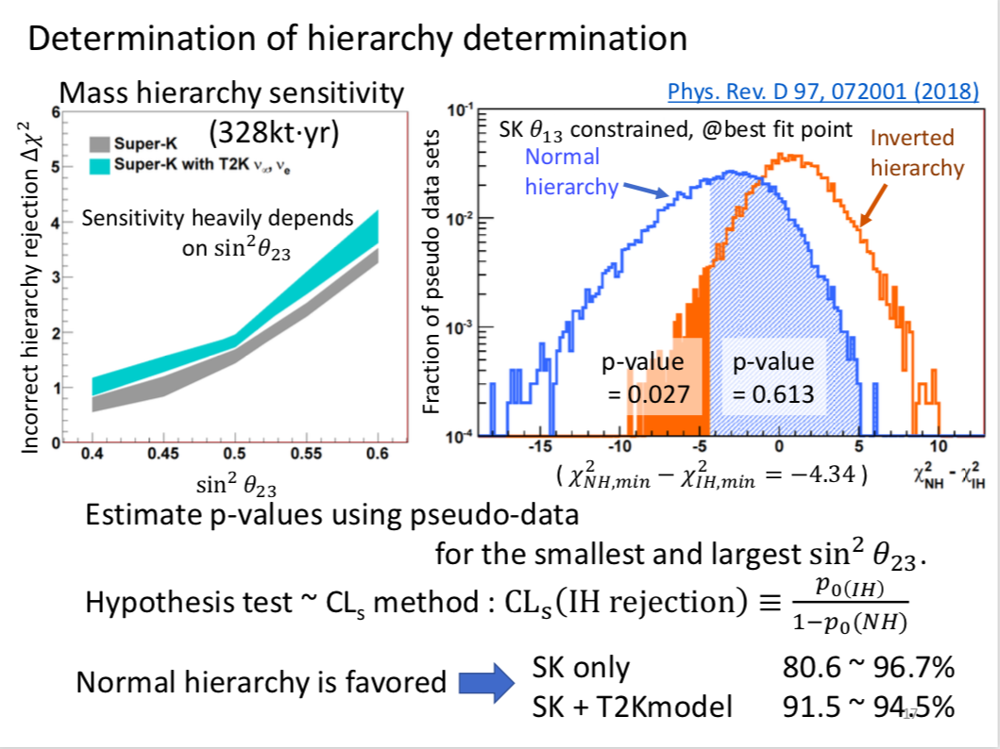 Determination of hierarchy determination
Mass hierarchy sensitivity
(328kt·yr)
Super-K
Super-K with T2K νμ, νe
Sensitivity heavily depends
on sin²θ₂₃
Incorrect hierarchy rejection Δχ²
6
5
4
3
2
1
0
0.4 0.45 0.5 0.55 0.6
sin² θ₂₃
Phys. Rev. D 97, 072001 (2018)
SK θ₁₃ constrained, @best fit point
Normal
hierarchy
Inverted
hierarchy
Fraction of pseudo data sets
10⁻¹
10⁻²
10⁻³
10⁻⁴
p-value
= 0.027
p-value
= 0.613
-15 -10 -5 0 5 10
( χ²NH,min − χ²IH,min = −4.34 )
χ²NH - χ²IH
Estimate p-values using pseudo-data
for the smallest and largest sin² θ₂₃.
Hypothesis test ~ CLₛ method : CLₛ(IH rejection) ≡ p₀(IH) / 1−p₀(NH)
Normal hierarchy is favored
SK only 80.6 ~ 96.7%
SK + T2Kmodel 91.5 ~ 94.5%
17